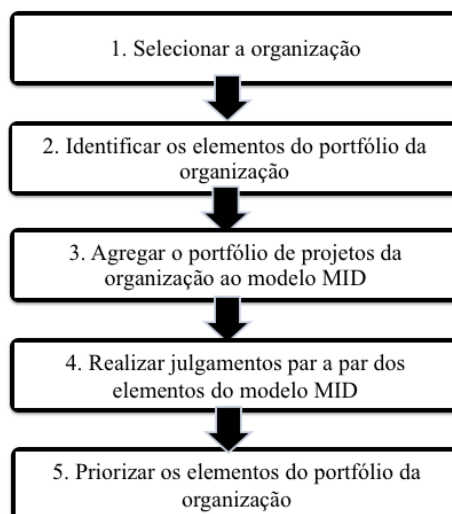 1. Selecionar a organização
2. Identificar os elementos do portfólio da
organização
3. Agregar o portfólio de projetos da
organização ao modelo MID
4. Realizar julgamentos par a par dos
elementos do modelo MID
5. Priorizar os elementos do portfólio da
organização